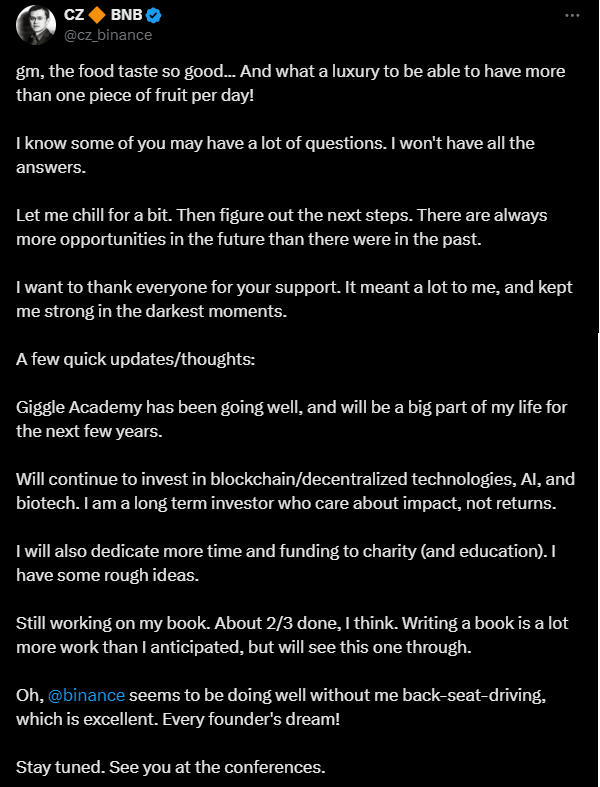 CZ 🔶 BNB
@cz_binance
gm, the food taste so good... And what a luxury to be able to have more
than one piece of fruit per day!
I know some of you may have a lot of questions. I won't have all the
answers.
Let me chill for a bit. Then figure out the next steps. There are always
more opportunities in the future than there were in the past.
I want to thank everyone for your support. It meant a lot to me, and kept
me strong in the darkest moments.
A few quick updates/thoughts:
Giggle Academy has been going well, and will be a big part of my life for
the next few years.
Will continue to invest in blockchain/decentralized technologies, AI, and
biotech. I am a long term investor who care about impact, not returns.
I will also dedicate more time and funding to charity (and education). I
have some rough ideas.
Still working on my book. About 2/3 done, I think. Writing a book is a lot
more work than I anticipated, but will see this one through.
Oh, @binance seems to be doing well without me back-seat-driving,
which is excellent. Every founder's dream!
Stay tuned. See you at the conferences.